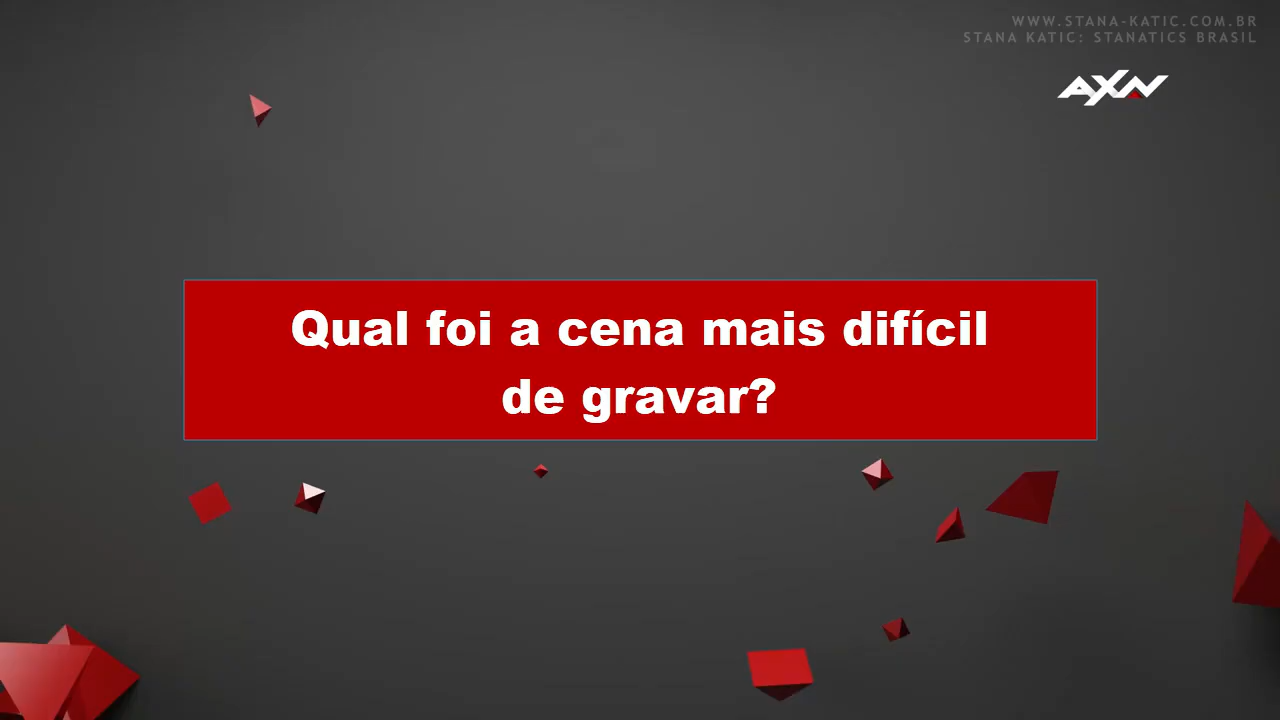 WWW.STANA-KATIC.COM.BR
STANA KATIC: STANATICS BRASIL
AXN
Qual foi a cena mais difícil
de gravar?